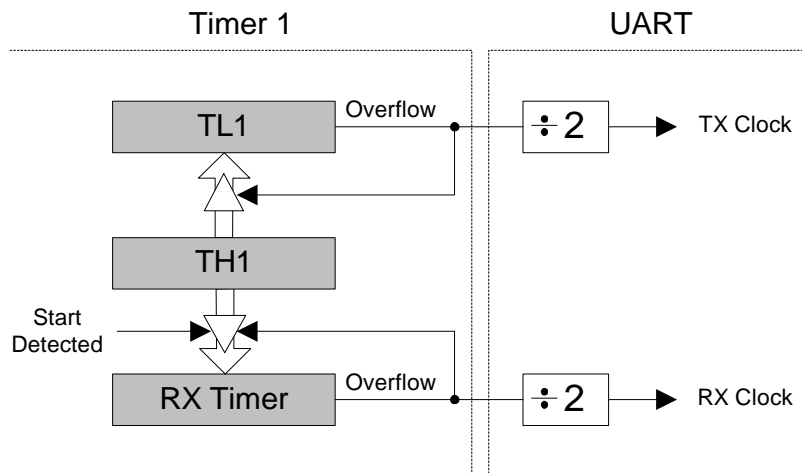 Timer 1
UART
TL1
Overflow
÷2
TX Clock
TH1
Start
Detected
RX Timer
Overflow
÷2
RX Clock